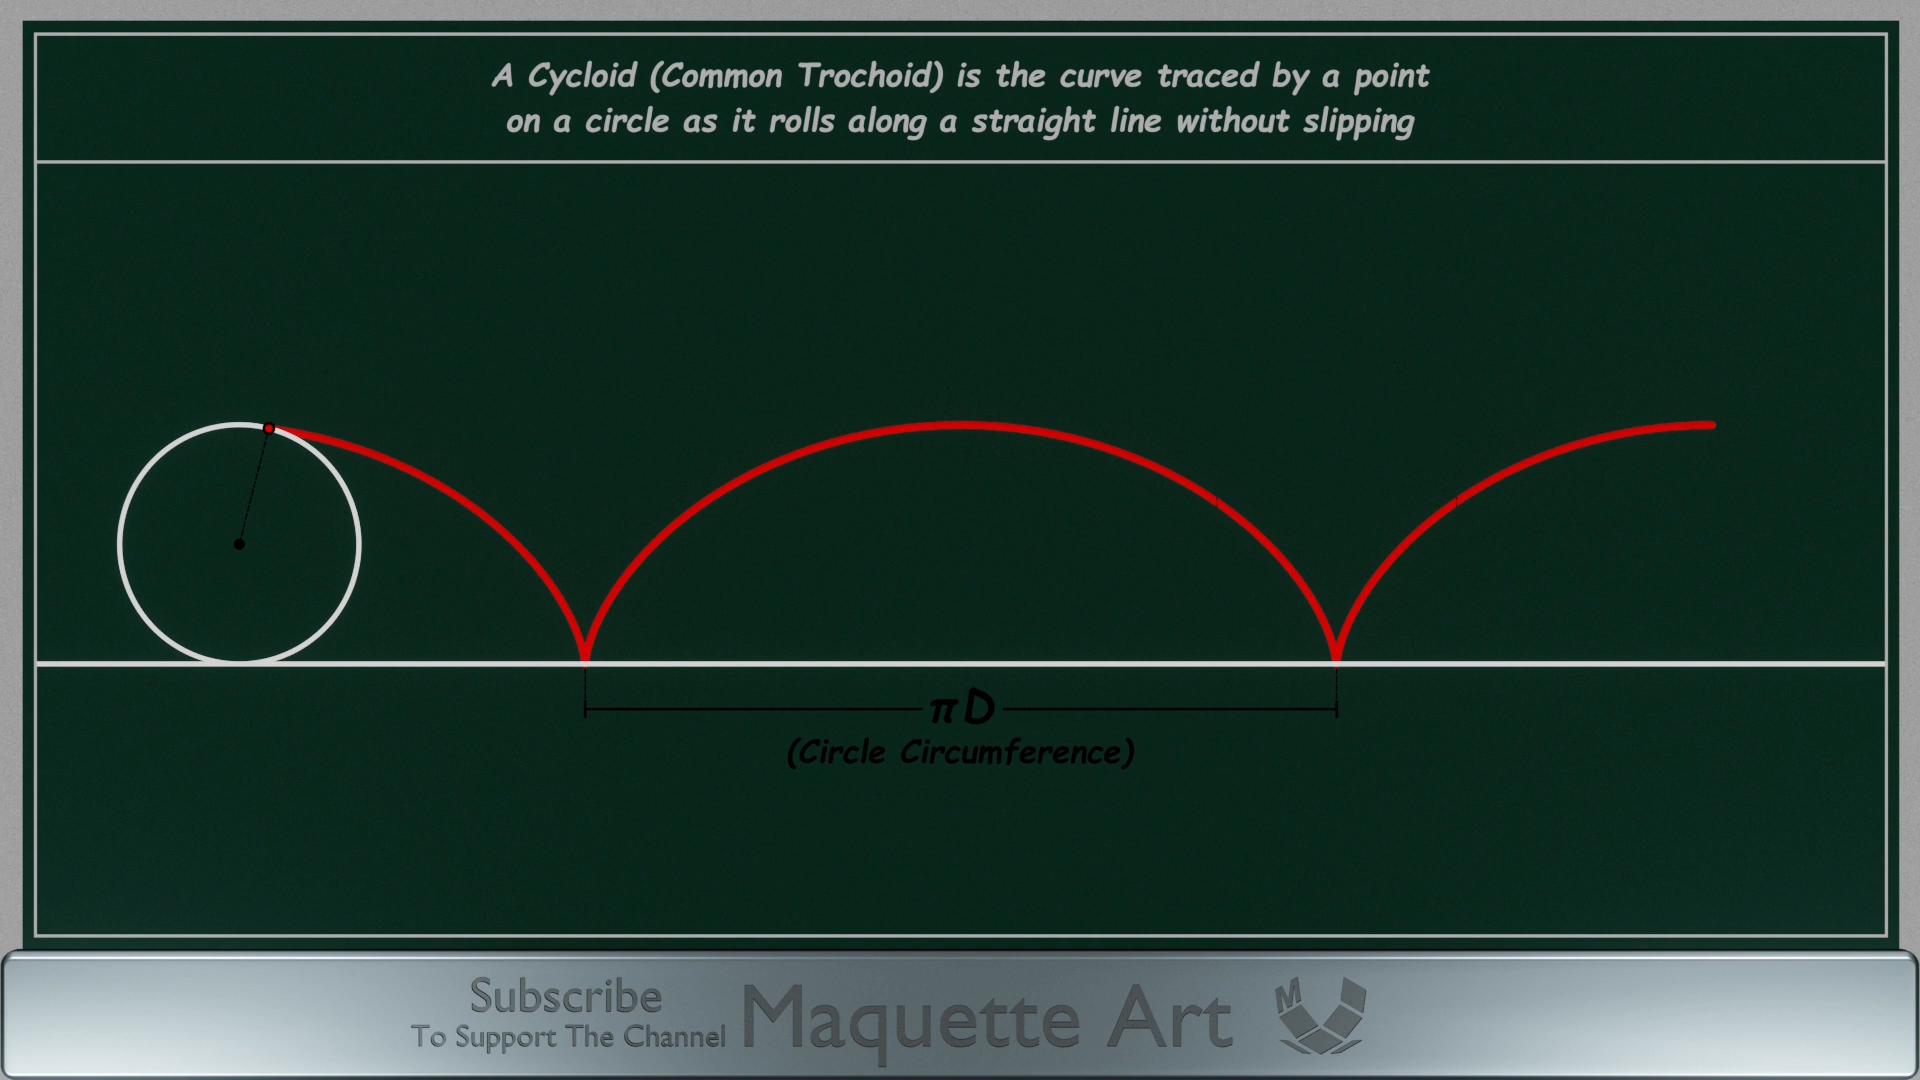 A Cycloid (Common Trochoid) is the curve traced by a point
on a circle as it rolls along a straight line without slipping
πD
(Circle Circumference)
Subscribe
To Support The Channel
Maquette Art
M